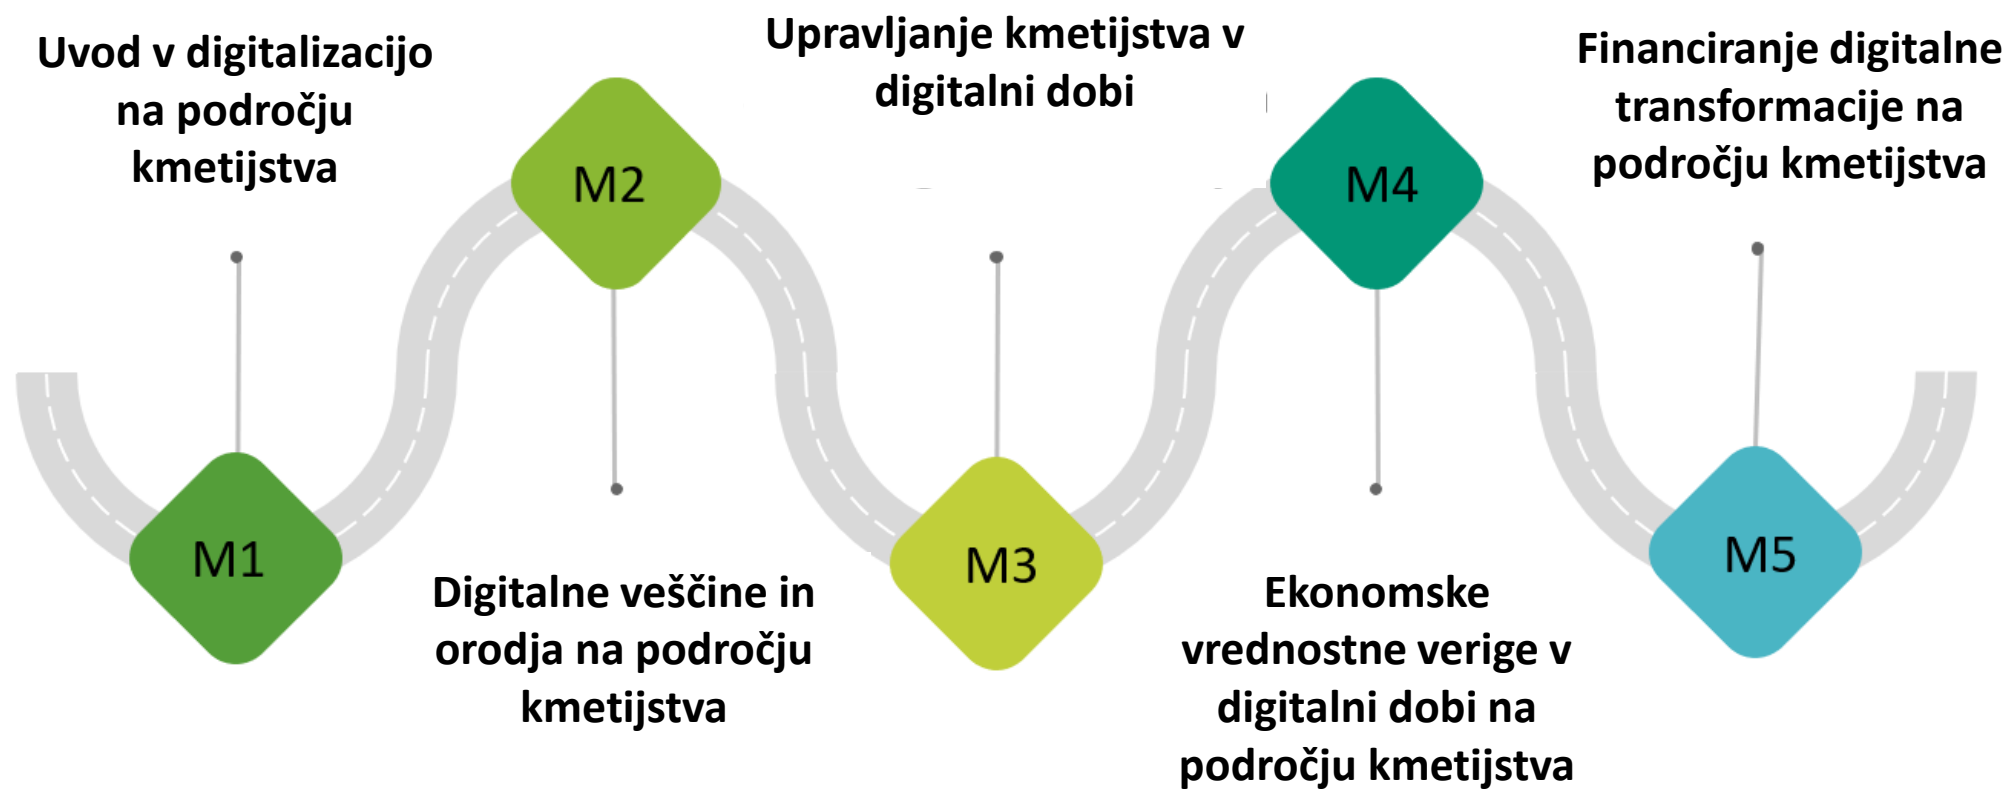 Uvod v digitalizacijo
na področju
kmetijstva
M1
M2
Digitalne veščine in
orodja na področju
kmetijstva
Upravljanje kmetijstva v
digitalni dobi
M3
M4
Ekonomske
vrednostne verige v
digitalni dobi na
področju kmetijstva
Financiranje digitalne
transformacije na
področju kmetijstva
M5